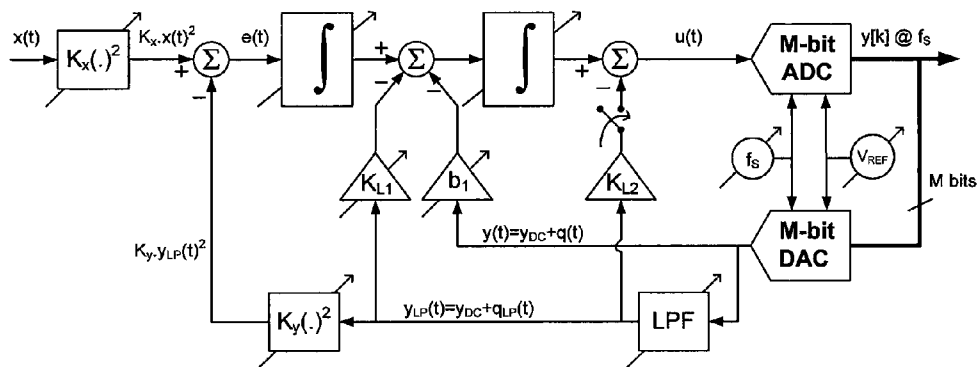 x(t)
Kx(.)²
Kx.x(t)²
+
Σ
−
e(t)
∫
+
Σ
−
−
∫
+
Σ
−
u(t)
M-bit
ADC
y[k] @ fS
fS
VREF
M bits
KL1
b1
KL2
y(t)=yDC+q(t)
M-bit
DAC
Ky.yLP(t)²
Ky(.)²
yLP(t)=yDC+qLP(t)
LPF